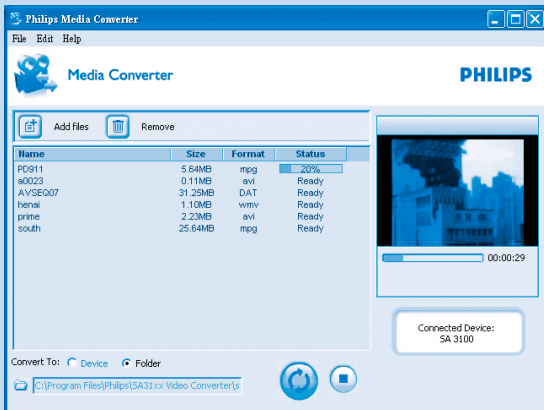 Philips Media Converter
File Edit Help
Media Converter
PHILIPS
Add files Remove
Name Size Format Status
PD911 5.64MB mpg 20%
a0023 0.11MB avi Ready
AVSEQ07 31.25MB DAT Ready
henai 1.10MB wmv Ready
prime 2.23MB avi Ready
south 25.64MB mpg Ready
00:00:29
Connected Device:
SA 3100
Convert To: Device Folder
C:\Program Files\Philips\SA31xx Video Converter\s